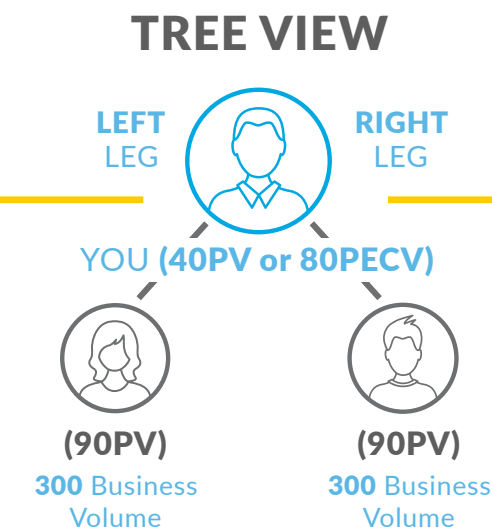 TREE VIEW
LEFT
LEG
RIGHT
LEG
YOU (40PV or 80PECV)
(90PV)
300 Business
Volume
(90PV)
300 Business
Volume